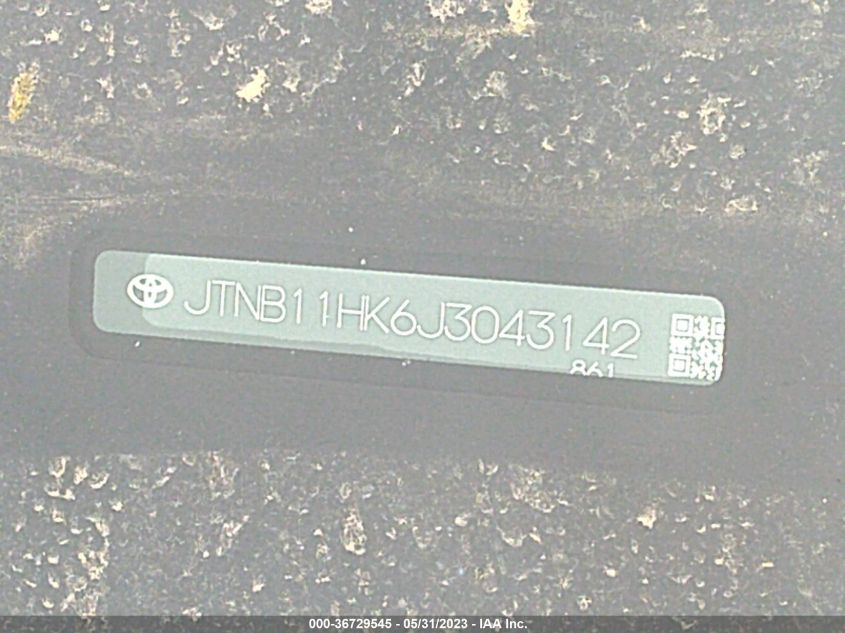 JTNB11HK6J3043142
861
000-36729545 - 05/31/2023 - IAA Inc.